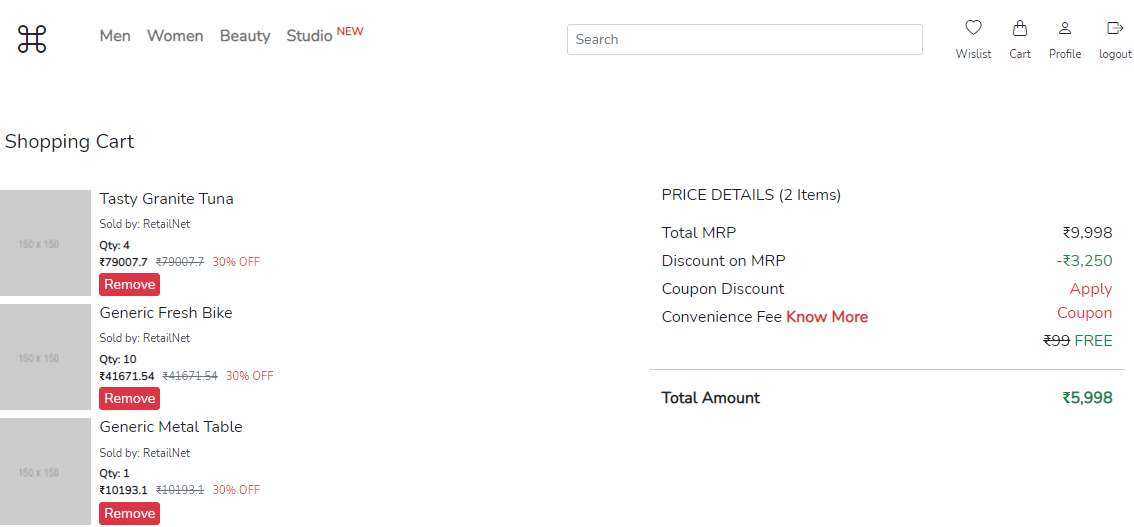 Men Women Beauty Studio NEW
Search
Wislist Cart Profile logout
Shopping Cart
150 x 150
Tasty Granite Tuna
Sold by: RetailNet
Qty: 4
₹79007.7 ₹79007.7 30% OFF
Remove
150 x 150
Generic Fresh Bike
Sold by: RetailNet
Qty: 10
₹41671.54 ₹41671.54 30% OFF
Remove
150 x 150
Generic Metal Table
Sold by: RetailNet
Qty: 1
₹10193.1 ₹10193.1 30% OFF
Remove
PRICE DETAILS (2 Items)
Total MRP ₹9,998
Discount on MRP -₹3,250
Coupon Discount Apply
Coupon
Convenience Fee Know More
₹99 FREE
Total Amount ₹5,998